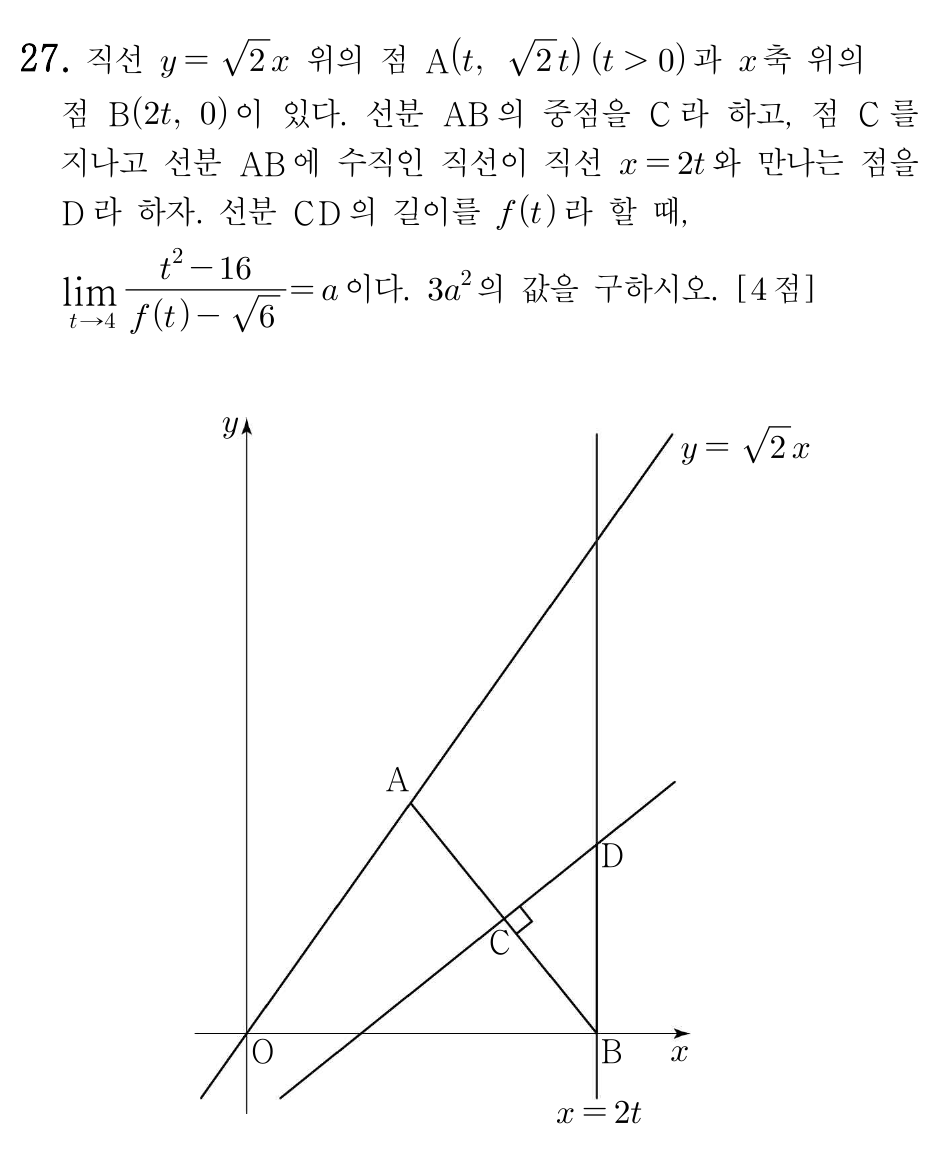 27. 직선 y=√2x 위의 점 A(t, √2t)(t>0)과 x축 위의
점 B(2t, 0)이 있다. 선분 AB의 중점을 C라 하고, 점 C를
지나고 선분 AB에 수직인 직선이 직선 x=2t와 만나는 점을
D라 하자. 선분 CD의 길이를 f(t)라 할 때,
lim_{t→4} (t²-16)/(f(t)-√6)=a이다. 3a²의 값을 구하시오. [4점]
y
y=√2x
A
D
C
O
B
x
x=2t